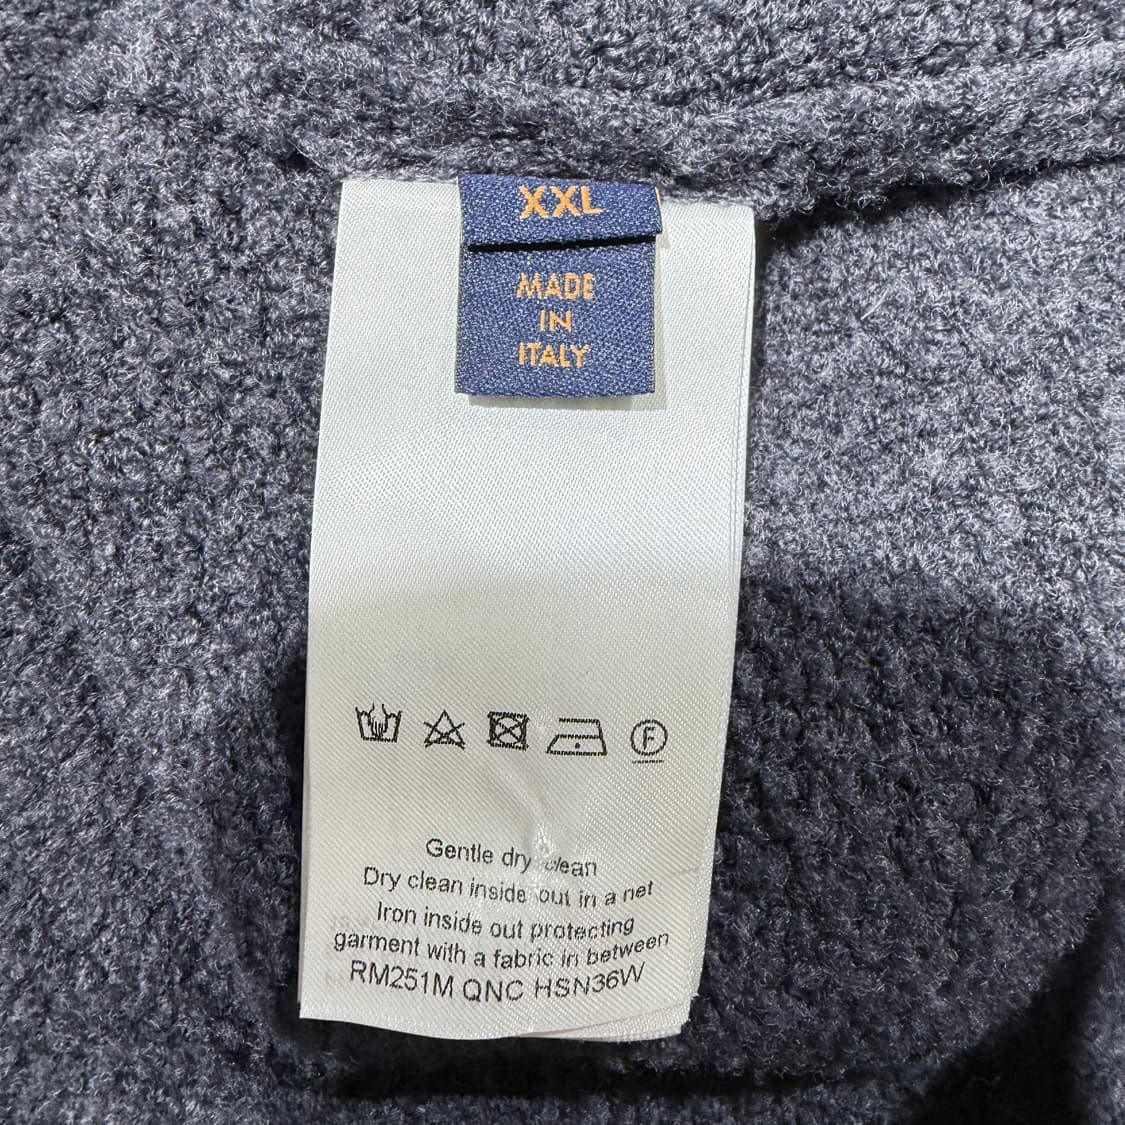 XXL
MADE
IN
ITALY
F
Gentle dry clean
Dry clean inside out in a net
Iron inside out protecting
garment with a fabric in between
RM251M QNC HSN36W